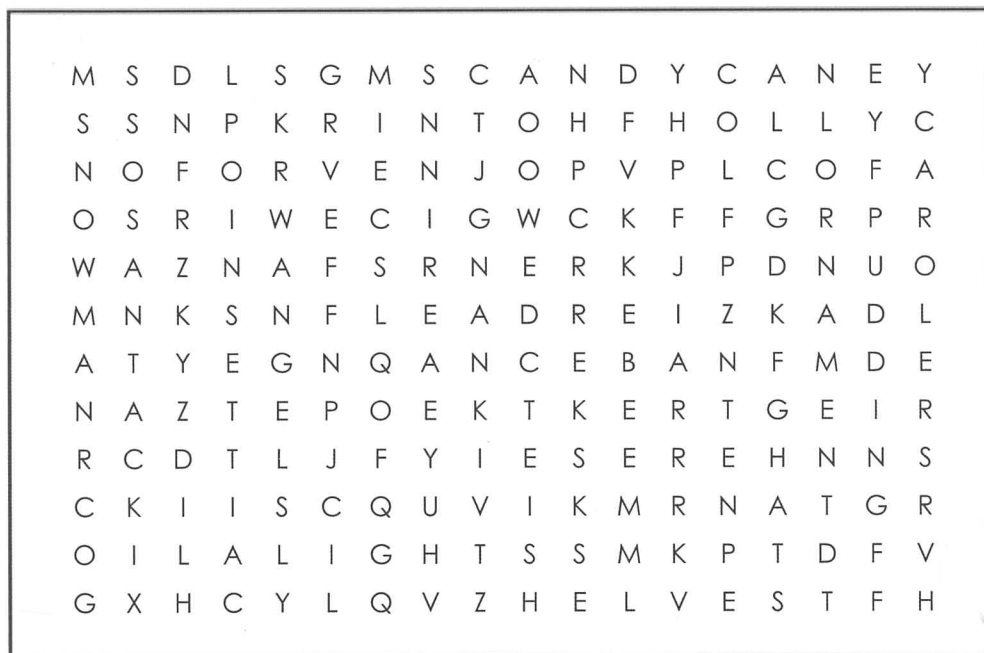 M S D L S G M S C A N D Y C A N E Y
S S N P K R I N T O H F H O L L Y C
N O F O R V E N J O P V P L C O F A
O S R I W E C I G W C K F F G R P R
W A Z N A F S R N E R K J P D N U O
M N K S N F L E A D R E I Z K A D L
A T Y E G N Q A N C E B A N F M D E
N A Z T E P O E K T K E R T G E I R
R C D T L J F Y I E S E R E H N N S
C K I I S C Q U V I K M R N A T G R
O I L A L I G H T S S M K P T D F V
G X H C Y L Q V Z H E L V E S T F H